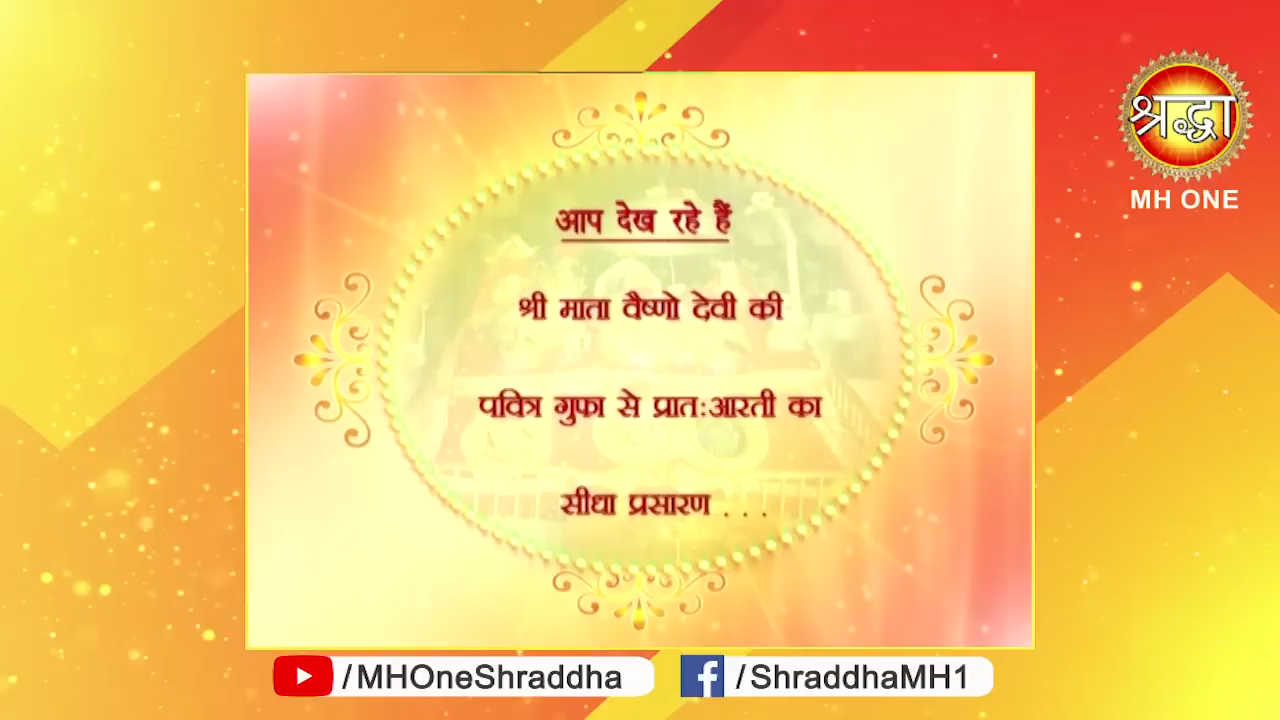 श्रद्धा
MH ONE
आप देख रहे हैं
श्री माता वैष्णो देवी की
पवित्र गुफा से प्रातःआरती का
सीधा प्रसारण . . .
/MHOneShraddha
/ShraddhaMH1